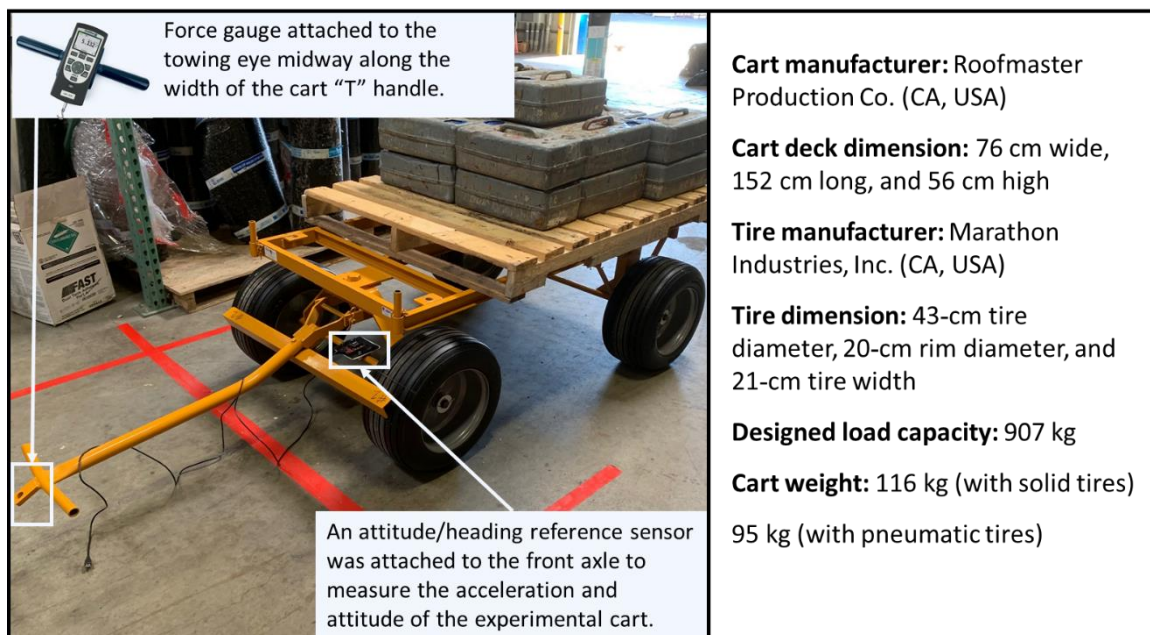 Force gauge attached to the
towing eye midway along the
width of the cart “T” handle.
FAST
An attitude/heading reference sensor
was attached to the front axle to
measure the acceleration and
attitude of the experimental cart.
Cart manufacturer: Roofmaster
Production Co. (CA, USA)
Cart deck dimension: 76 cm wide,
152 cm long, and 56 cm high
Tire manufacturer: Marathon
Industries, Inc. (CA, USA)
Tire dimension: 43-cm tire
diameter, 20-cm rim diameter, and
21-cm tire width
Designed load capacity: 907 kg
Cart weight: 116 kg (with solid tires)
95 kg (with pneumatic tires)